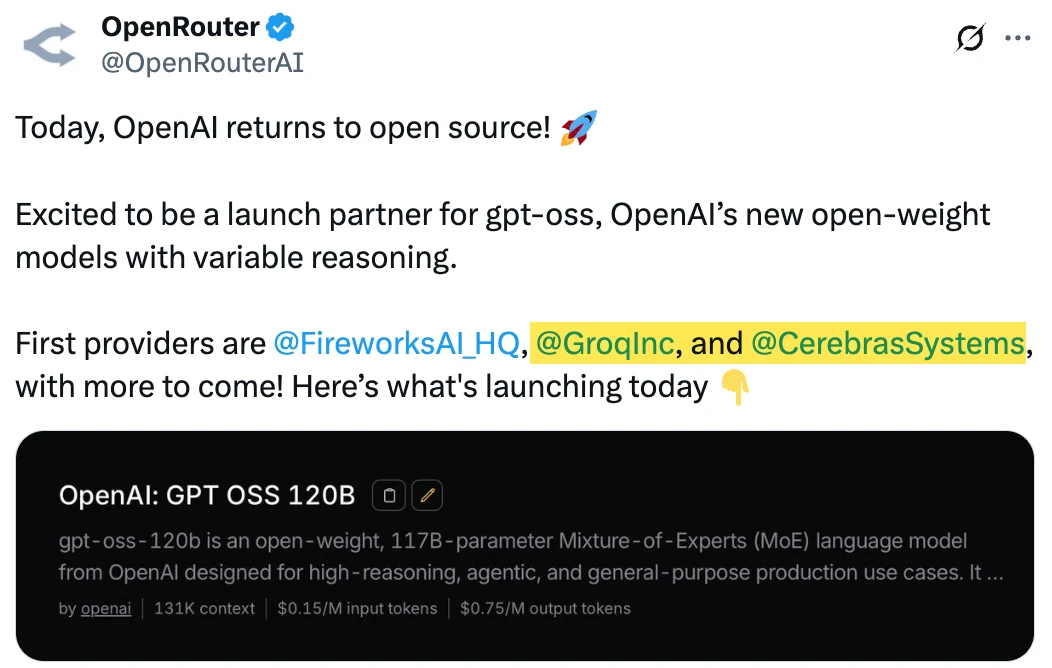 OpenRouter
@OpenRouterAI
Today, OpenAI returns to open source! 🚀
Excited to be a launch partner for gpt-oss, OpenAI’s new open-weight
models with variable reasoning.
First providers are @FireworksAI_HQ, @GroqInc, and @CerebrasSystems,
with more to come! Here’s what's launching today 👇
OpenAI: GPT OSS 120B
gpt-oss-120b is an open-weight, 117B-parameter Mixture-of-Experts (MoE) language model
from OpenAI designed for high-reasoning, agentic, and general-purpose production use cases. It ...
by openai | 131K context | $0.15/M input tokens | $0.75/M output tokens